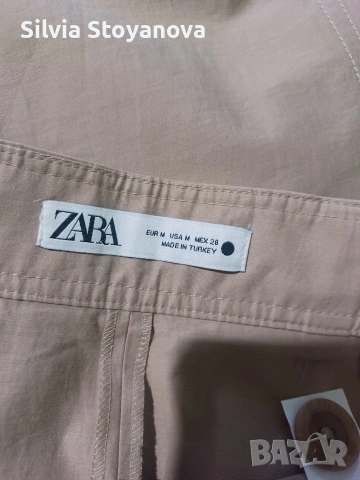 Silvia Stoyanova
ZARA
EUR M USA M MEX 28
MADE IN TURKEY
BAZAR